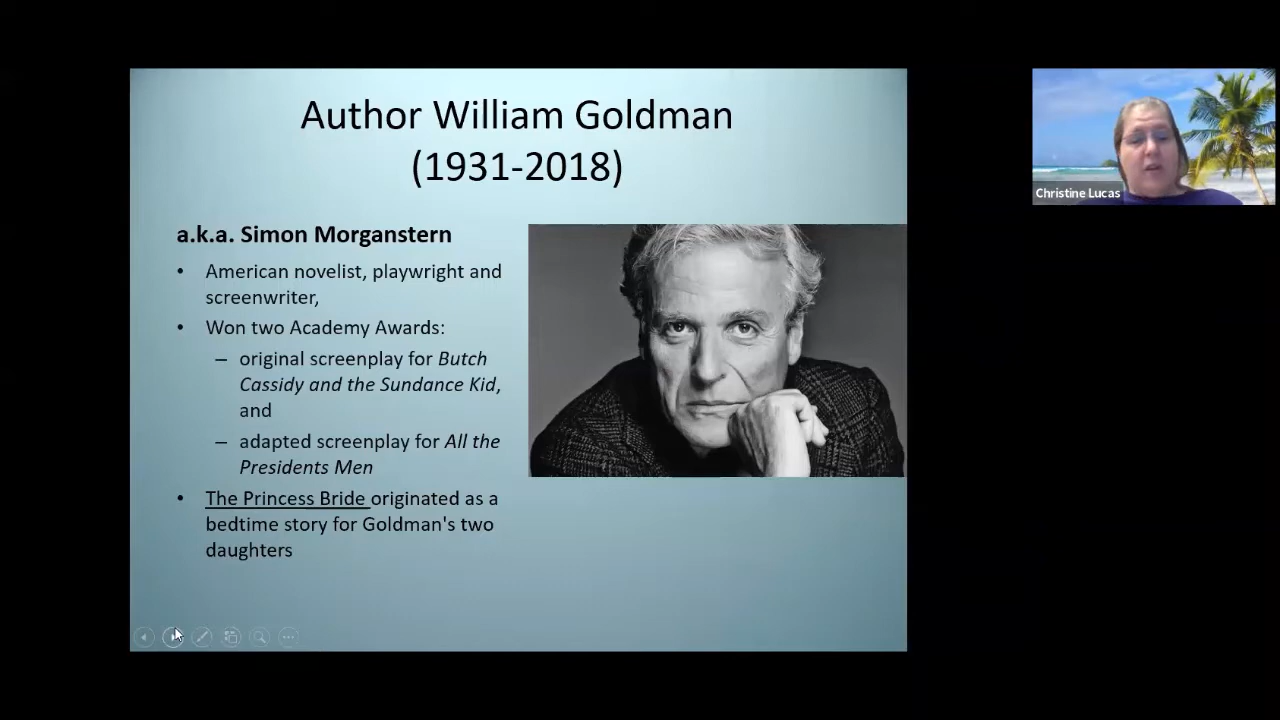 Author William Goldman
(1931-2018)
a.k.a. Simon Morganstern
• American novelist, playwright and
screenwriter,
• Won two Academy Awards:
– original screenplay for Butch
Cassidy and the Sundance Kid,
and
– adapted screenplay for All the
Presidents Men
• The Princess Bride originated as a
bedtime story for Goldman's two
daughters
Christine Lucas